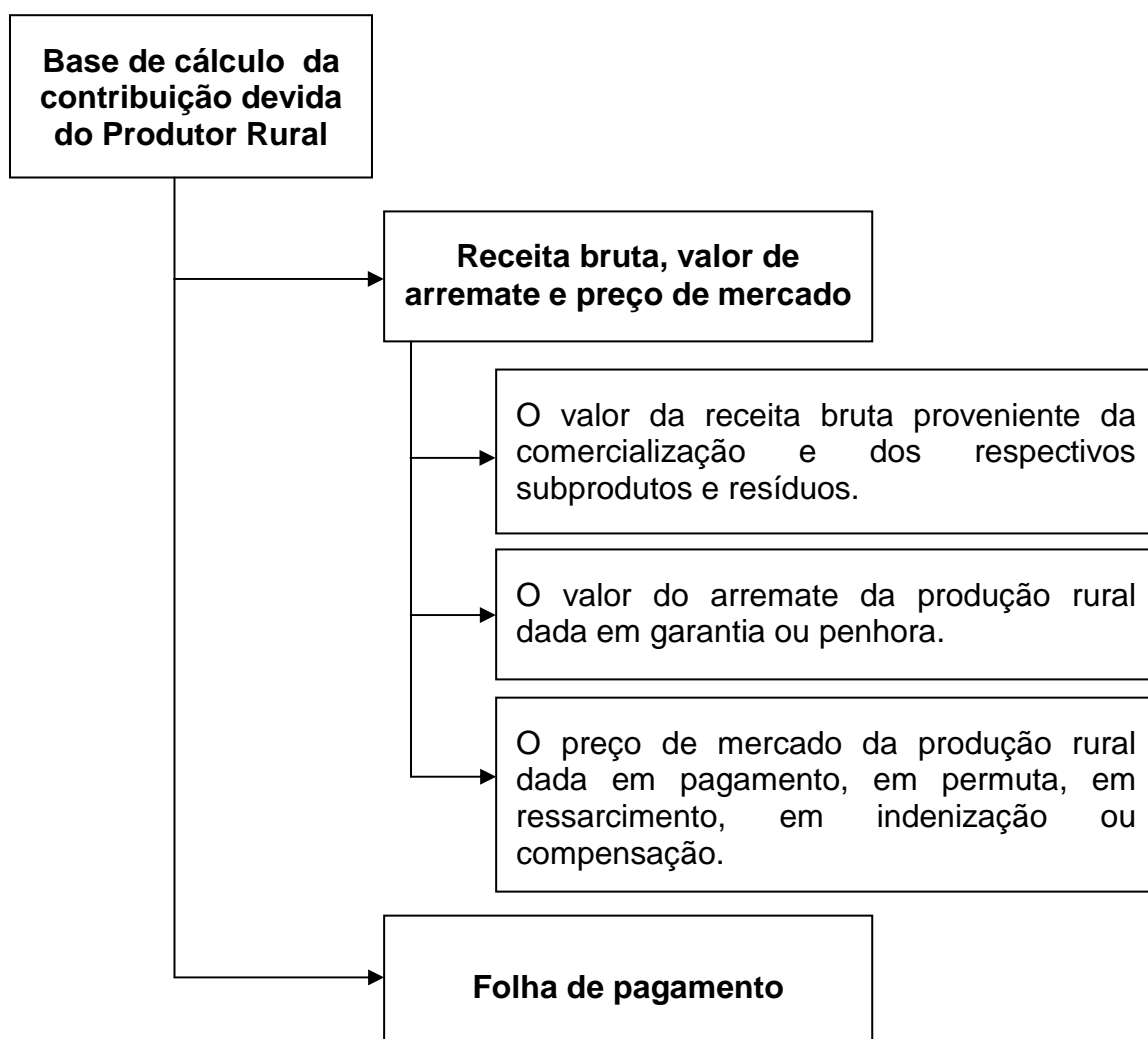 Base de cálculo da
contribuição devida
do Produtor Rural
Receita bruta, valor de
arremate e preço de mercado
O valor da receita bruta proveniente da
comercialização e dos respectivos
subprodutos e resíduos.
O valor do arremate da produção rural
dada em garantia ou penhora.
O preço de mercado da produção rural
dada em pagamento, em permuta, em
ressarcimento, em indenização ou
compensação.
Folha de pagamento